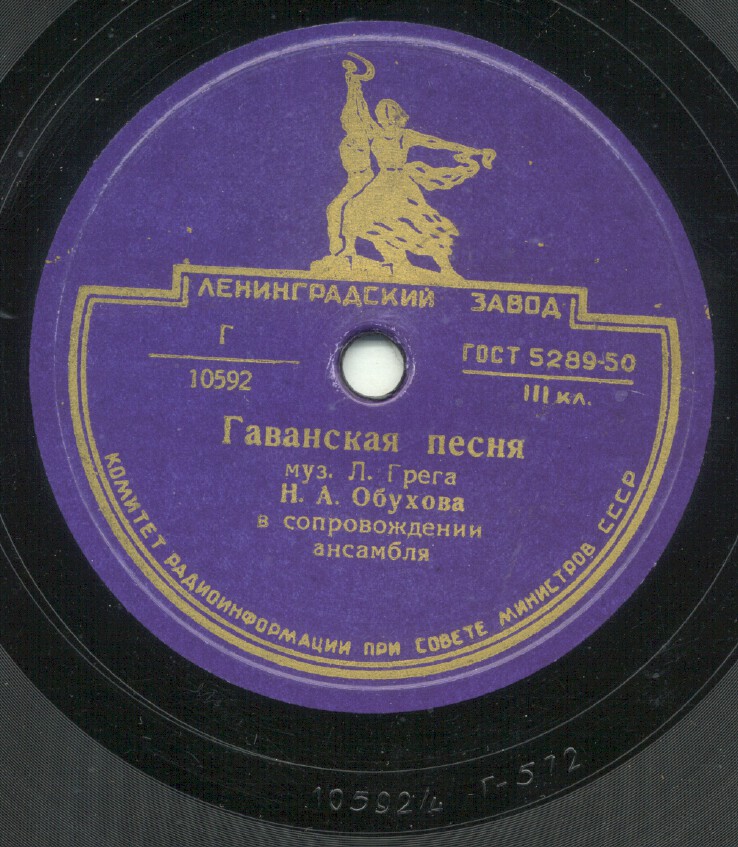 ЛЕНИНГРАДСКИЙ ЗАВОД
Г
10592
ГОСТ 5289-50
III кл.
Гаванская песня
муз. Л. Грега
Н. А. Обухова
в сопровождении
ансамбля
КОМИТЕТ РАДИОИНФОРМАЦИИ ПРИ СОВЕТЕ МИНИСТРОВ СССР
10592/4 Г-572